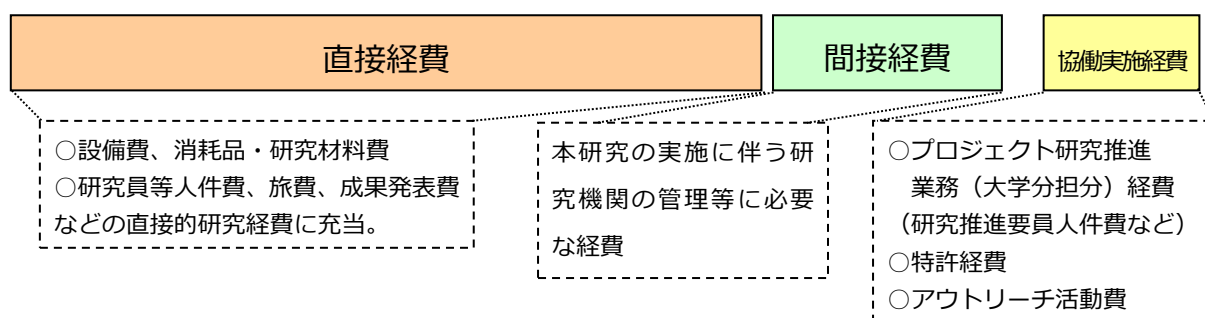 直接経費
間接経費
協働実施経費
○設備費、消耗品・研究材料費
○研究員等人件費、旅費、成果発表費
などの直接的研究経費に充当。
本研究の実施に伴う研
究機関の管理等に必要
な経費
○プロジェクト研究推進
業務（大学分担分）経費
（研究推進要員人件費など）
○特許経費
○アウトリーチ活動費